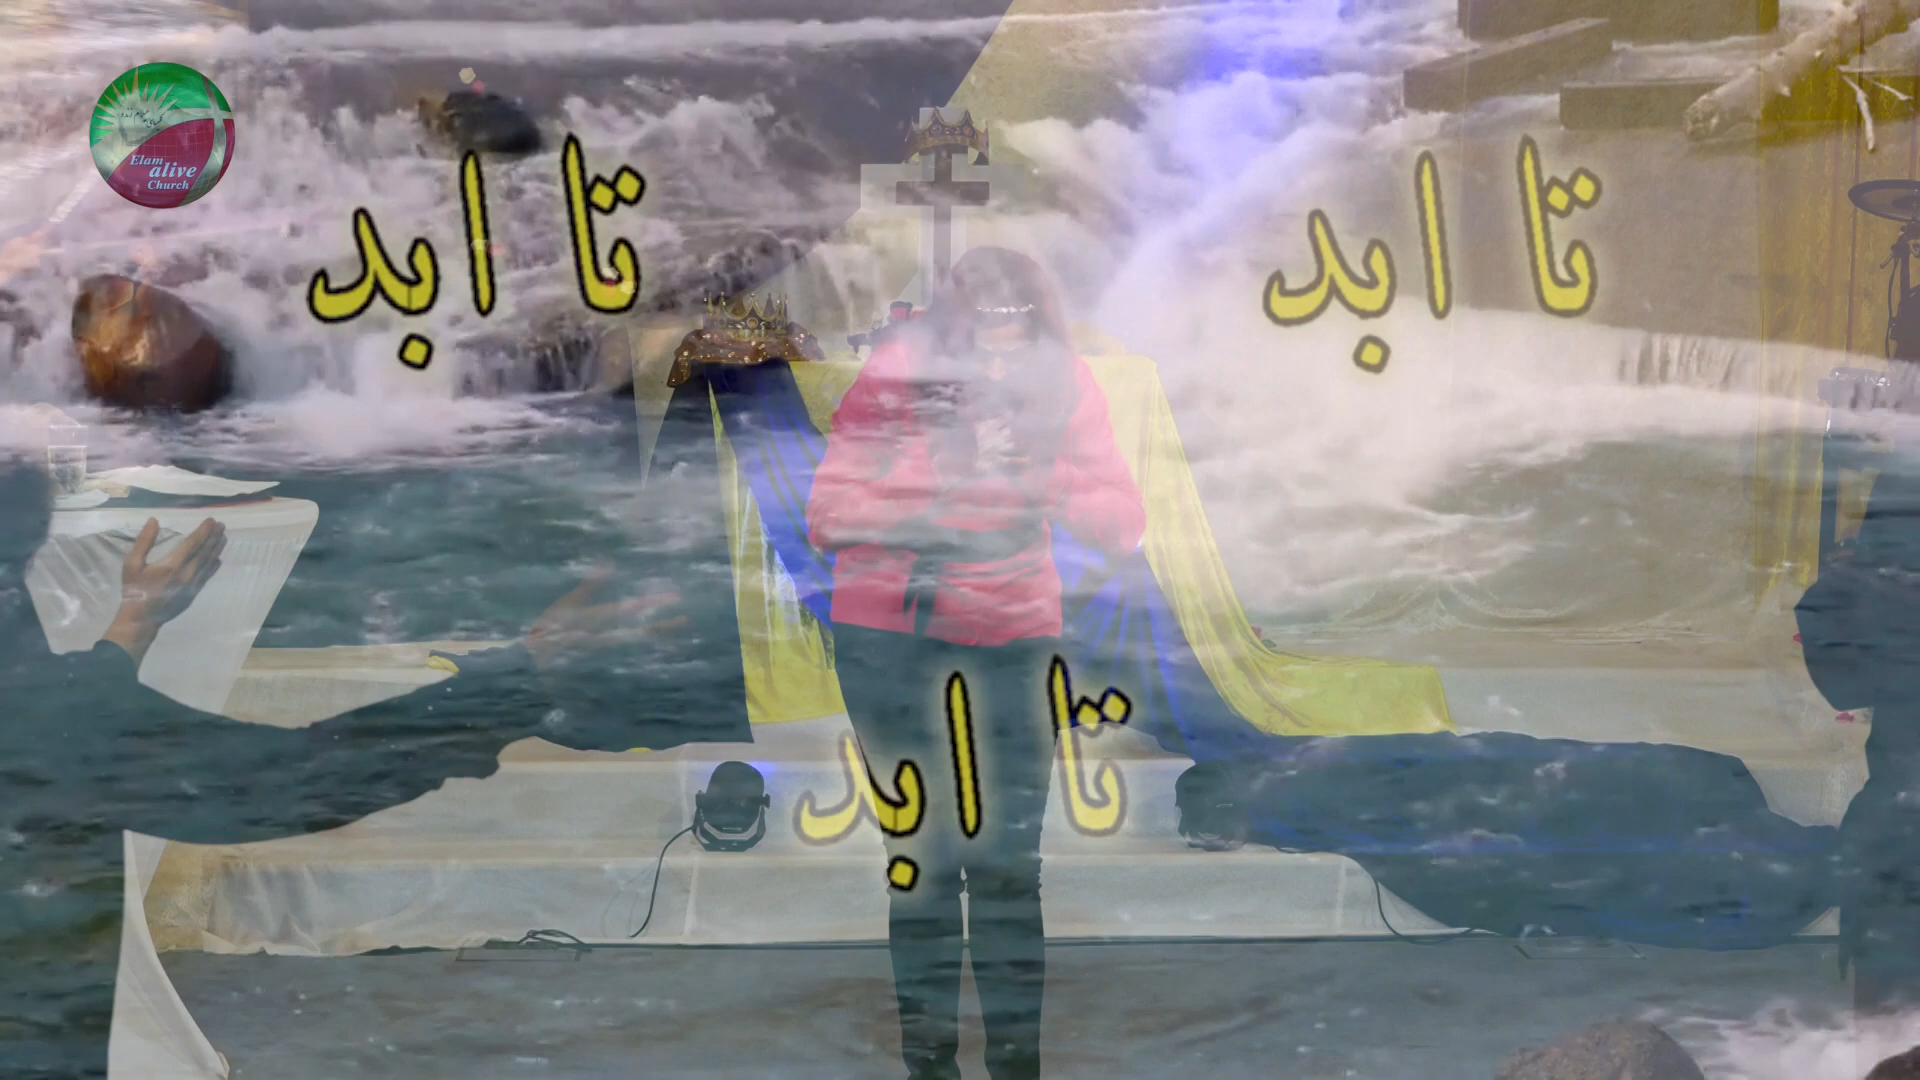 Elam
alive
Church
تا ابد
تا ابد
تا ابد